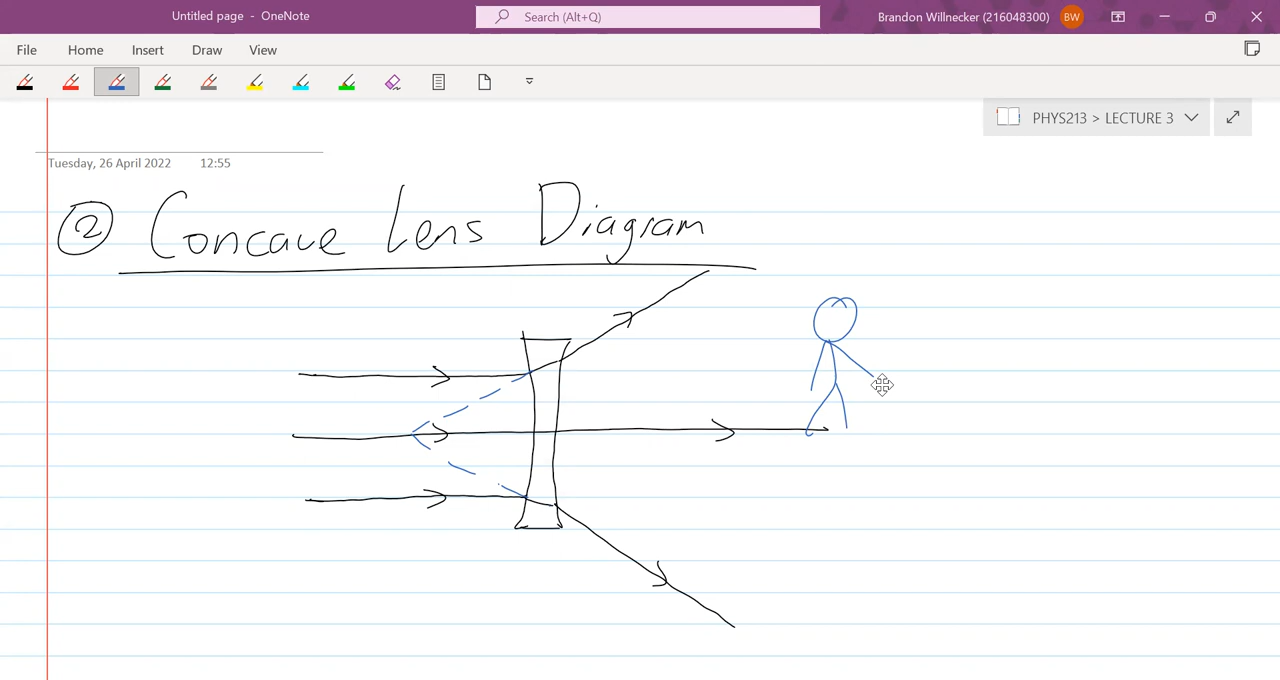 Untitled page - OneNote
Search (Alt+Q)
Brandon Willnecker (216048300)
BW
File Home Insert Draw View
PHYS213 > LECTURE 3
Tuesday, 26 April 2022 12:55
② Concave Lens Diagram